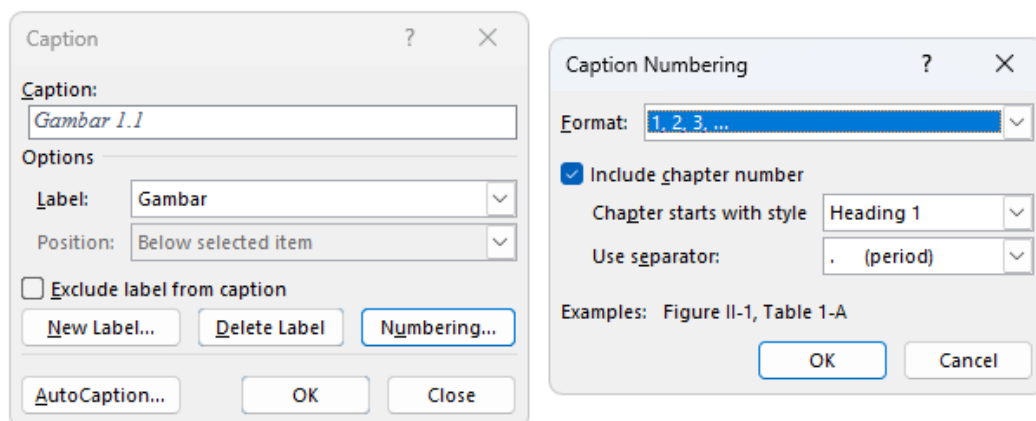 Caption ? ×
Caption:
Gambar 1.1
Options
Label: Gambar
Position: Below selected item
Exclude label from caption
New Label... Delete Label Numbering...
AutoCaption... OK Close
Caption Numbering ? ×
Format: 1, 2, 3, ...
Include chapter number
Chapter starts with style Heading 1
Use separator: . (period)
Examples: Figure II-1, Table 1-A
OK Cancel